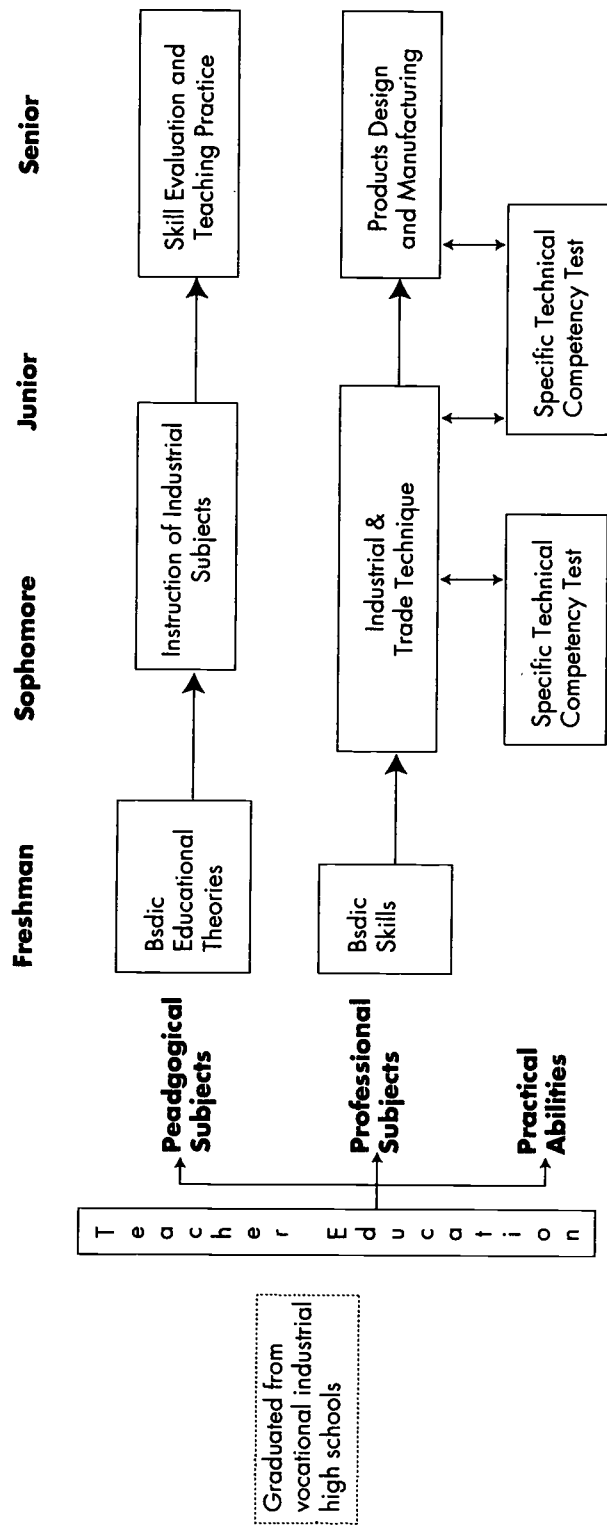 Freshman
Sophomore
Junior
Senior
Graduated from
vocational industrial
high schools
Teacher Education
Peadgogical
Subjects
Bsdic
Educational
Theories
Instruction of Industrial
Subjects
Skill Evaluation and
Teaching Practice
Professional
Subjects
Bsdic
Skills
Industrial &
Trade Technique
Products Design
and Manufacturing
Practical
Abilities
Specific Technical
Competency Test
Specific Technical
Competency Test